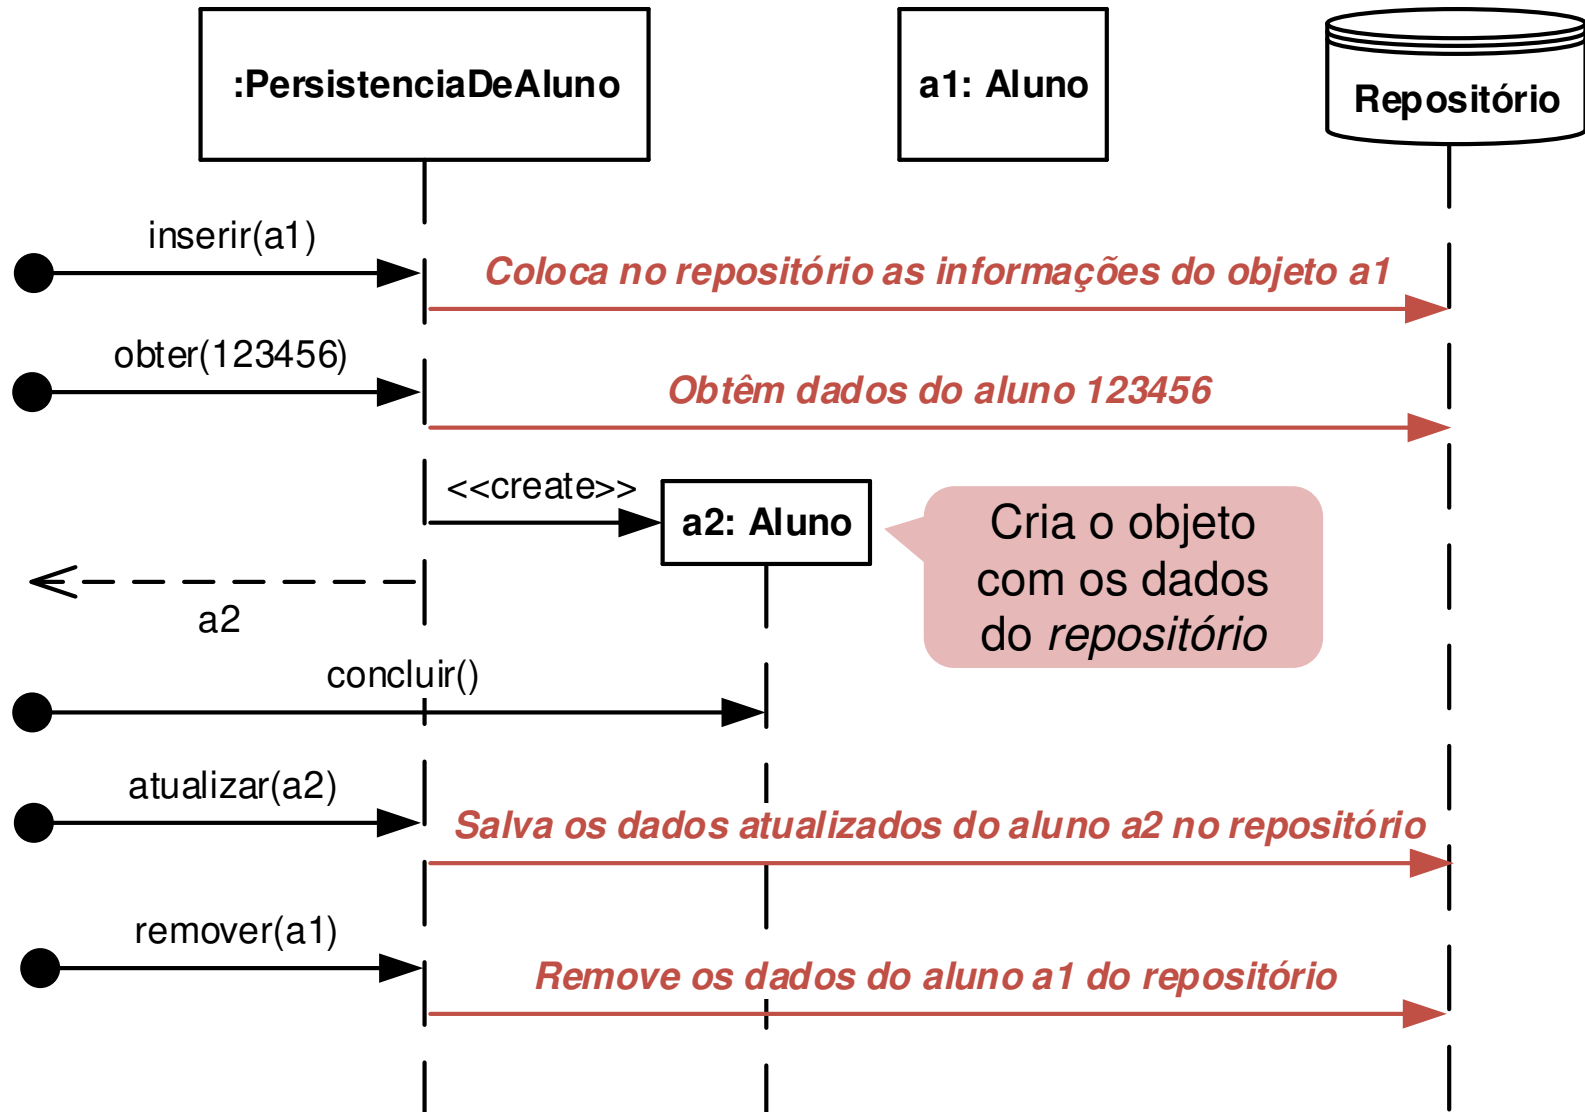 :PersistenciaDeAluno
a1: Aluno
Repositório
inserir(a1)
Coloca no repositório as informações do objeto a1
obter(123456)
Obtêm dados do aluno 123456
<<create>>
a2: Aluno
Cria o objeto
com os dados
do repositório
a2
concluir()
atualizar(a2)
Salva os dados atualizados do aluno a2 no repositório
remover(a1)
Remove os dados do aluno a1 do repositório